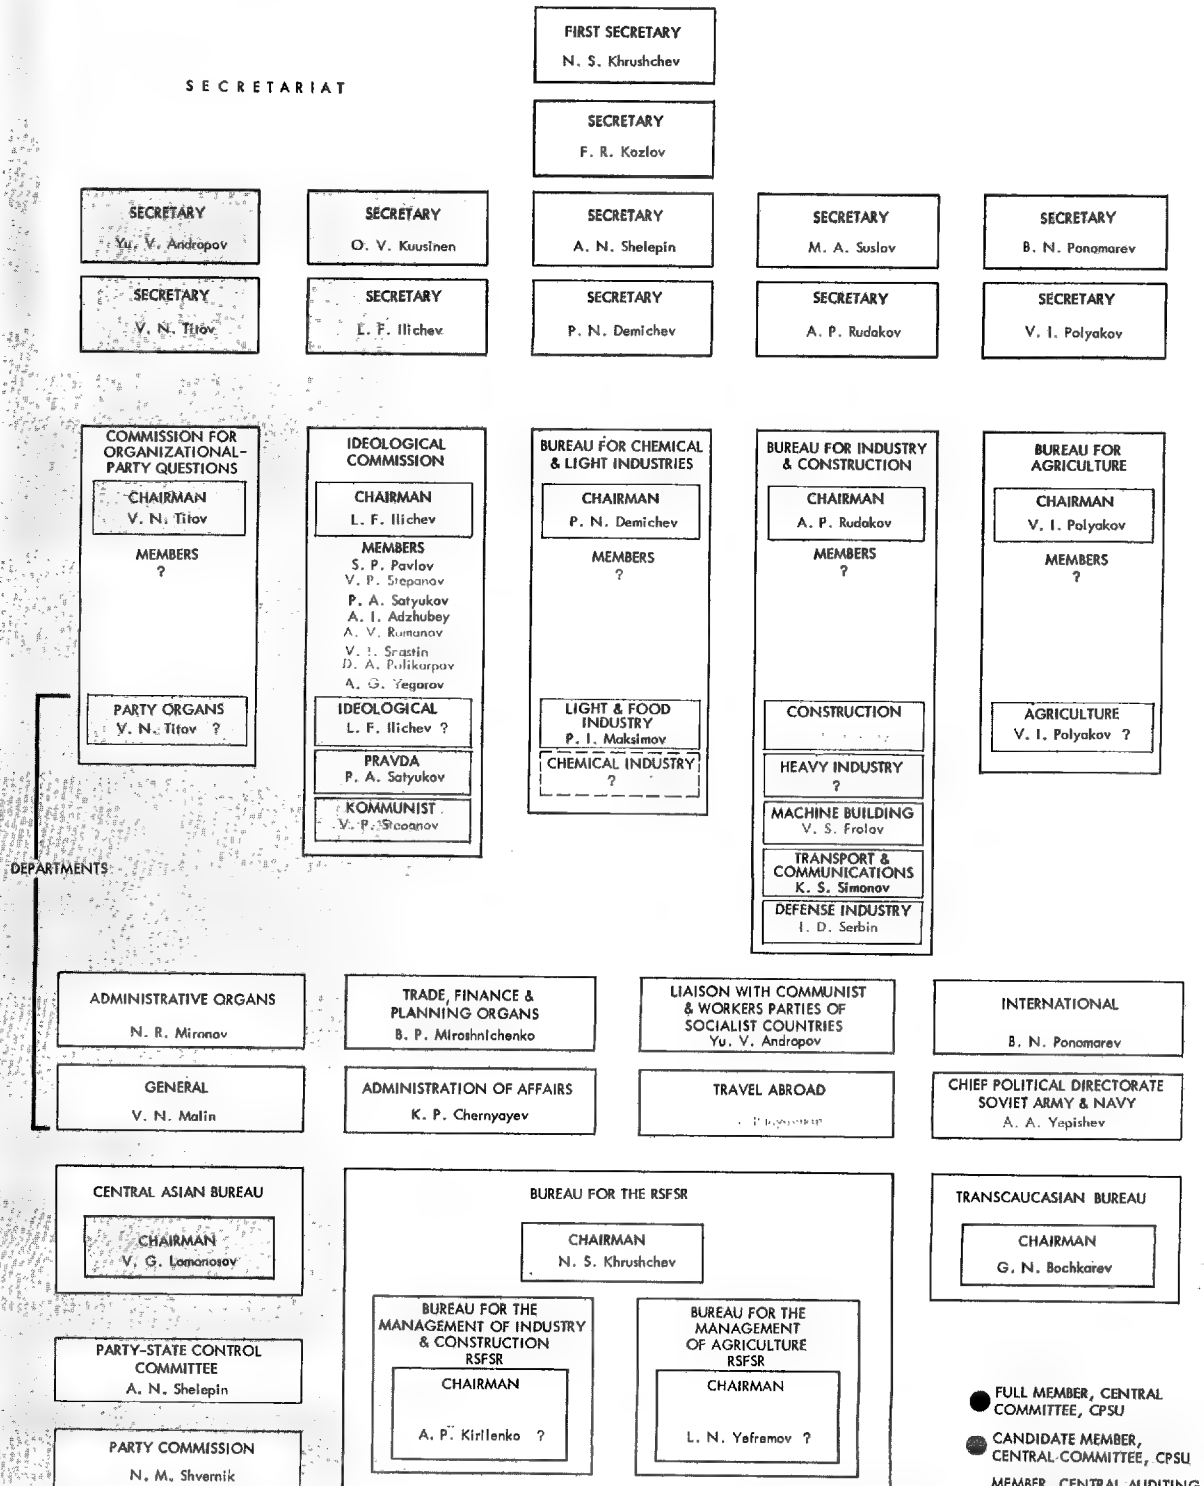 FIRST SECRETARY
N. S. Khrushchev
SECRETARIAT
SECRETARY
F. R. Kozlov
SECRETARY
Yu. V. Andropov
SECRETARY
O. V. Kuusinen
SECRETARY
A. N. Shelepin
SECRETARY
M. A. Suslov
SECRETARY
B. N. Ponomarev
SECRETARY
V. N. Titov
SECRETARY
L. F. Ilichev
SECRETARY
P. N. Demichev
SECRETARY
A. P. Rudakov
SECRETARY
V. I. Polyakov
COMMISSION FOR
ORGANIZATIONAL-
PARTY QUESTIONS
CHAIRMAN
V. N. Titov
MEMBERS
?
PARTY ORGANS
V. N. Titov ?
IDEOLOGICAL
COMMISSION
CHAIRMAN
L. F. Ilichev
MEMBERS
S. P. Pavlov
V. P. Stepanov
P. A. Satyukov
A. I. Adzhubey
A. V. Romanov
V. I. Snastin
D. A. Polikarpov
A. G. Yegorov
IDEOLOGICAL
L. F. Ilichev ?
PRAVDA
P. A. Satyukov
KOMMUNIST
V. P. Stepanov
BUREAU FOR CHEMICAL
& LIGHT INDUSTRIES
CHAIRMAN
P. N. Demichev
MEMBERS
?
LIGHT & FOOD
INDUSTRY
P. I. Maksimov
CHEMICAL INDUSTRY
?
BUREAU FOR INDUSTRY
& CONSTRUCTION
CHAIRMAN
A. P. Rudakov
MEMBERS
?
CONSTRUCTION
HEAVY INDUSTRY
?
MACHINE BUILDING
V. S. Frolov
TRANSPORT &
COMMUNICATIONS
K. S. Simonov
DEFENSE INDUSTRY
I. D. Serbin
BUREAU FOR
AGRICULTURE
CHAIRMAN
V. I. Polyakov
MEMBERS
?
AGRICULTURE
V. I. Polyakov ?
DEPARTMENTS
ADMINISTRATIVE ORGANS
N. R. Mironov
TRADE, FINANCE &
PLANNING ORGANS
B. P. Miroshnichenko
LIAISON WITH COMMUNIST
& WORKERS PARTIES OF
SOCIALIST COUNTRIES
Yu. V. Andropov
INTERNATIONAL
B. N. Ponomarev
GENERAL
V. N. Malin
ADMINISTRATION OF AFFAIRS
K. P. Chernyayev
TRAVEL ABROAD
CHIEF POLITICAL DIRECTORATE
SOVIET ARMY & NAVY
A. A. Yepishev
CENTRAL ASIAN BUREAU
CHAIRMAN
V. G. Lomonosov
BUREAU FOR THE RSFSR
CHAIRMAN
N. S. Khrushchev
TRANSCAUCASIAN BUREAU
CHAIRMAN
G. N. Bochkarev
BUREAU FOR THE
MANAGEMENT OF INDUSTRY
& CONSTRUCTION
RSFSR
CHAIRMAN
A. P. Kirilenko ?
BUREAU FOR THE
MANAGEMENT
OF AGRICULTURE
RSFSR
CHAIRMAN
L. N. Yefremov ?
PARTY-STATE CONTROL
COMMITTEE
A. N. Shelepin
PARTY COMMISSION
N. M. Shvernik
FULL MEMBER, CENTRAL
COMMITTEE, CPSU
CANDIDATE MEMBER,
CENTRAL COMMITTEE, CPSU
MEMBER, CENTRAL AUDITING